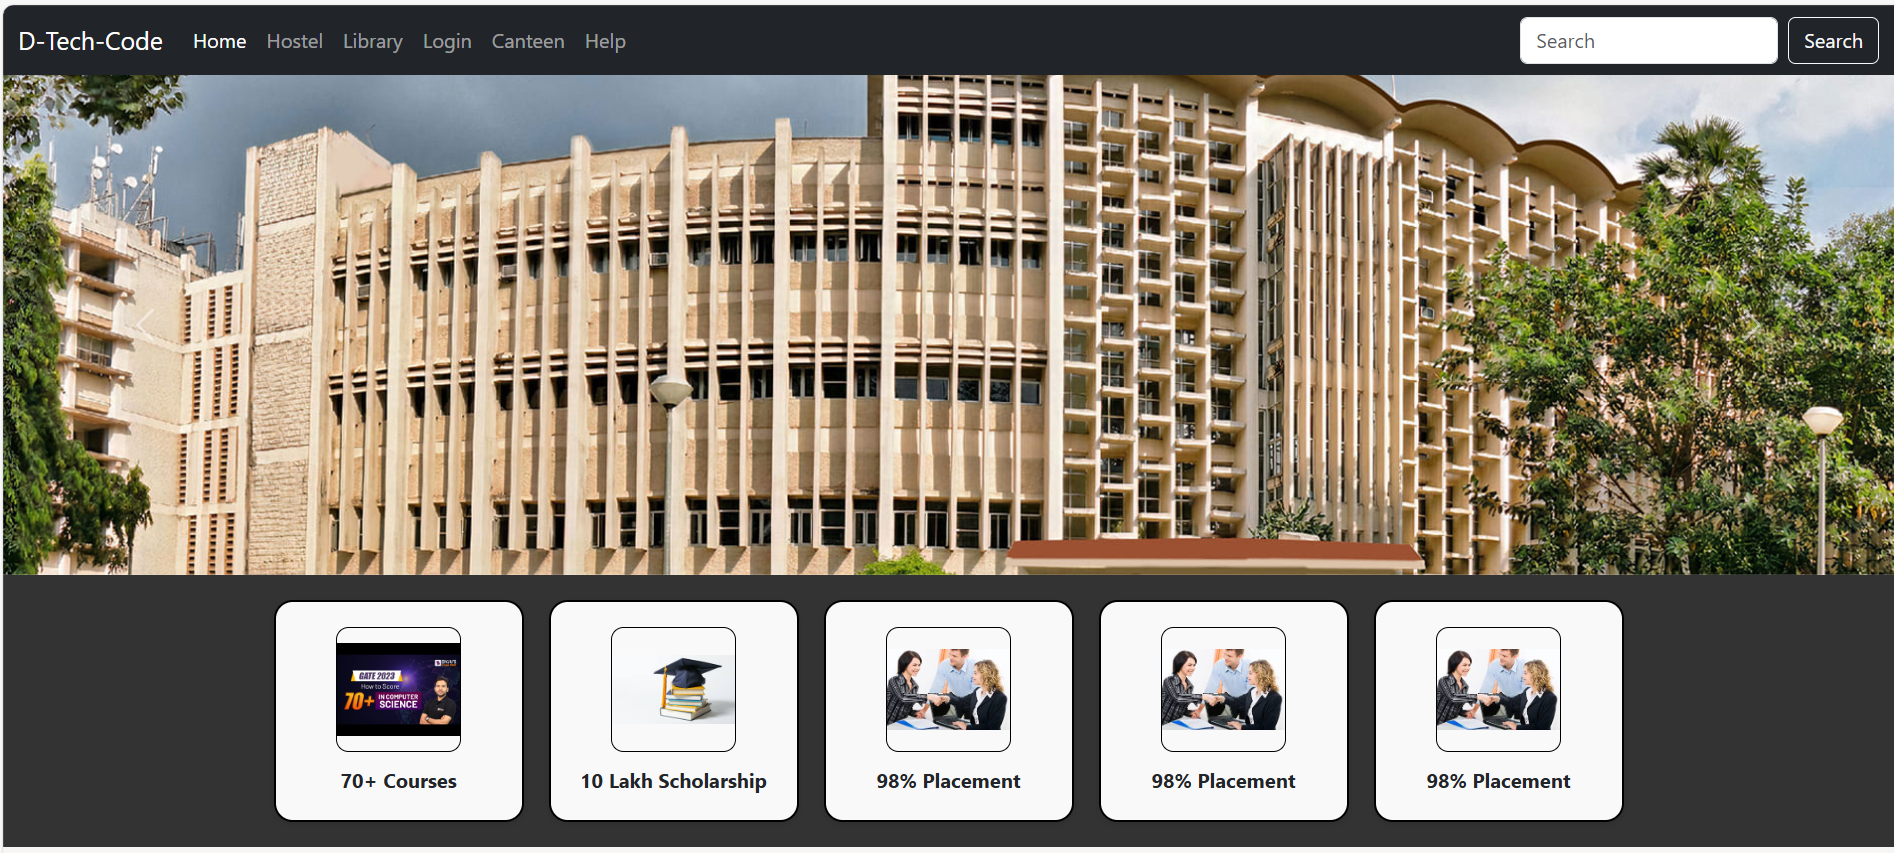 D-Tech-Code Home Hostel Library Login Canteen Help Search Search
GATE 2023
How to Score
70+ IN COMPUTER SCIENCE
70+ Courses
10 Lakh Scholarship
98% Placement
98% Placement
98% Placement